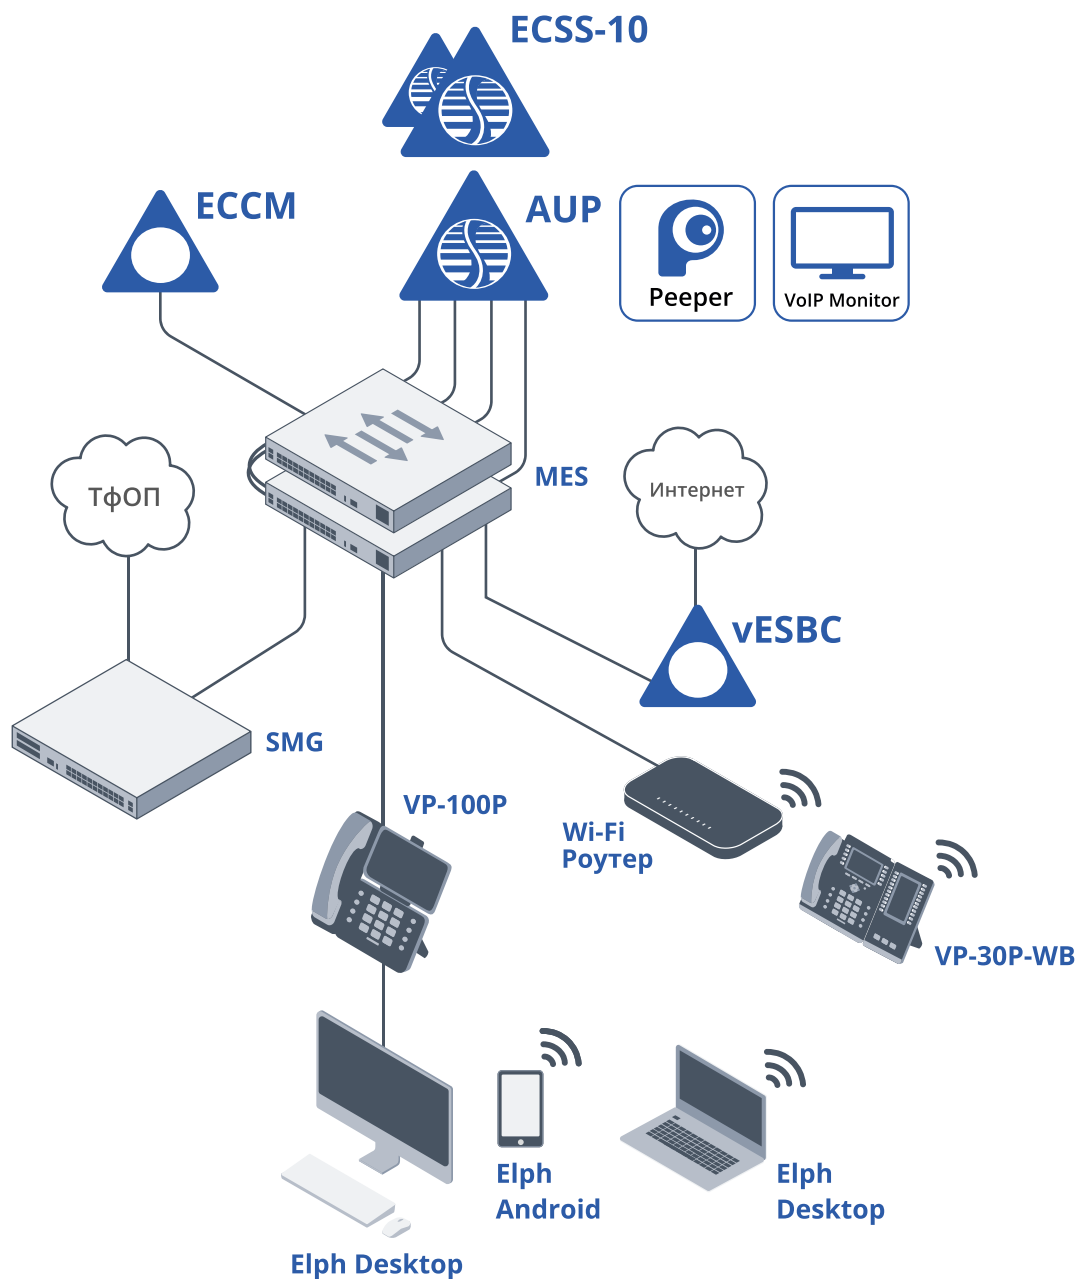 ECSS-10
ECCM
AUP
Peeper
VoIP Monitor
ТфОП
MES
Интернет
vESBC
SMG
VP-100P
Wi-Fi
Роутер
VP-30P-WB
Elph
Android
Elph
Desktop
Elph Desktop